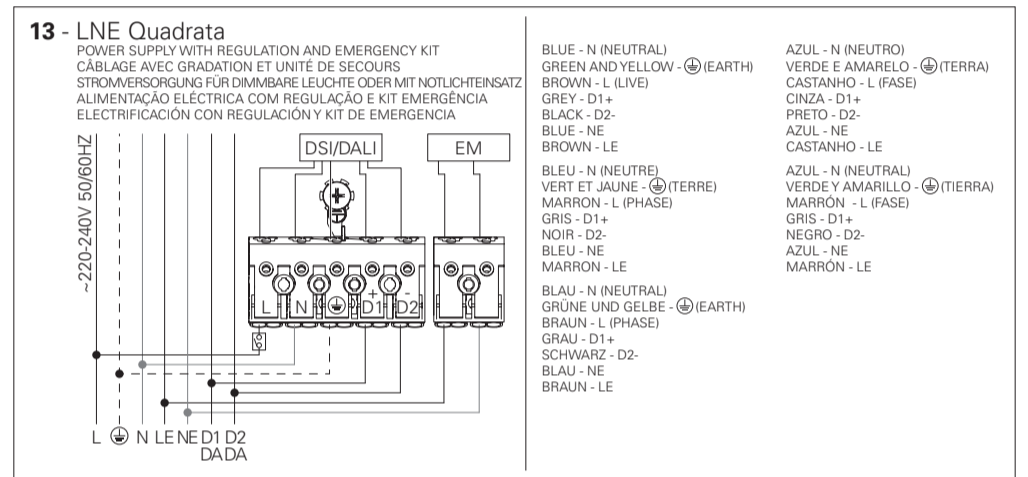 13 - LNE Quadrata
POWER SUPPLY WITH REGULATION AND EMERGENCY KIT
CÂBLAGE AVEC GRADATION ET UNITÉ DE SECOURS
STROMVERSORGUNG FÜR DIMMBARE LEUCHTE ODER MIT NOTLICHTEINSATZ
ALIMENTAÇÃO ELÉCTRICA COM REGULAÇÃO E KIT EMERGÊNCIA
ELECTRIFICACIÓN CON REGULACIÓN Y KIT DE EMERGENCIA
~220-240V 50/60HZ
DSI/DALI EM
L N + D1 - D2
L N LE NE D1 D2
DA DA
BLUE - N (NEUTRAL)
GREEN AND YELLOW - ⏚ (EARTH)
BROWN - L (LIVE)
GREY - D1+
BLACK - D2-
BLUE - NE
BROWN - LE
BLEU - N (NEUTRE)
VERT ET JAUNE - ⏚ (TERRE)
MARRON - L (PHASE)
GRIS - D1+
NOIR - D2-
BLEU - NE
MARRON - LE
BLAU - N (NEUTRAL)
GRÜNE UND GELBE - ⏚ (EARTH)
BRAUN - L (PHASE)
GRAU - D1+
SCHWARZ - D2-
BLAU - NE
BRAUN - LE
AZUL - N (NEUTRO)
VERDE E AMARELO - ⏚ (TERRA)
CASTANHO - L (FASE)
CINZA - D1+
PRETO - D2-
AZUL - NE
CASTANHO - LE
AZUL - N (NEUTRAL)
VERDE Y AMARILLO - ⏚ (TIERRA)
MARRÓN - L (FASE)
GRIS - D1+
NEGRO - D2-
AZUL - NE
MARRÓN - LE